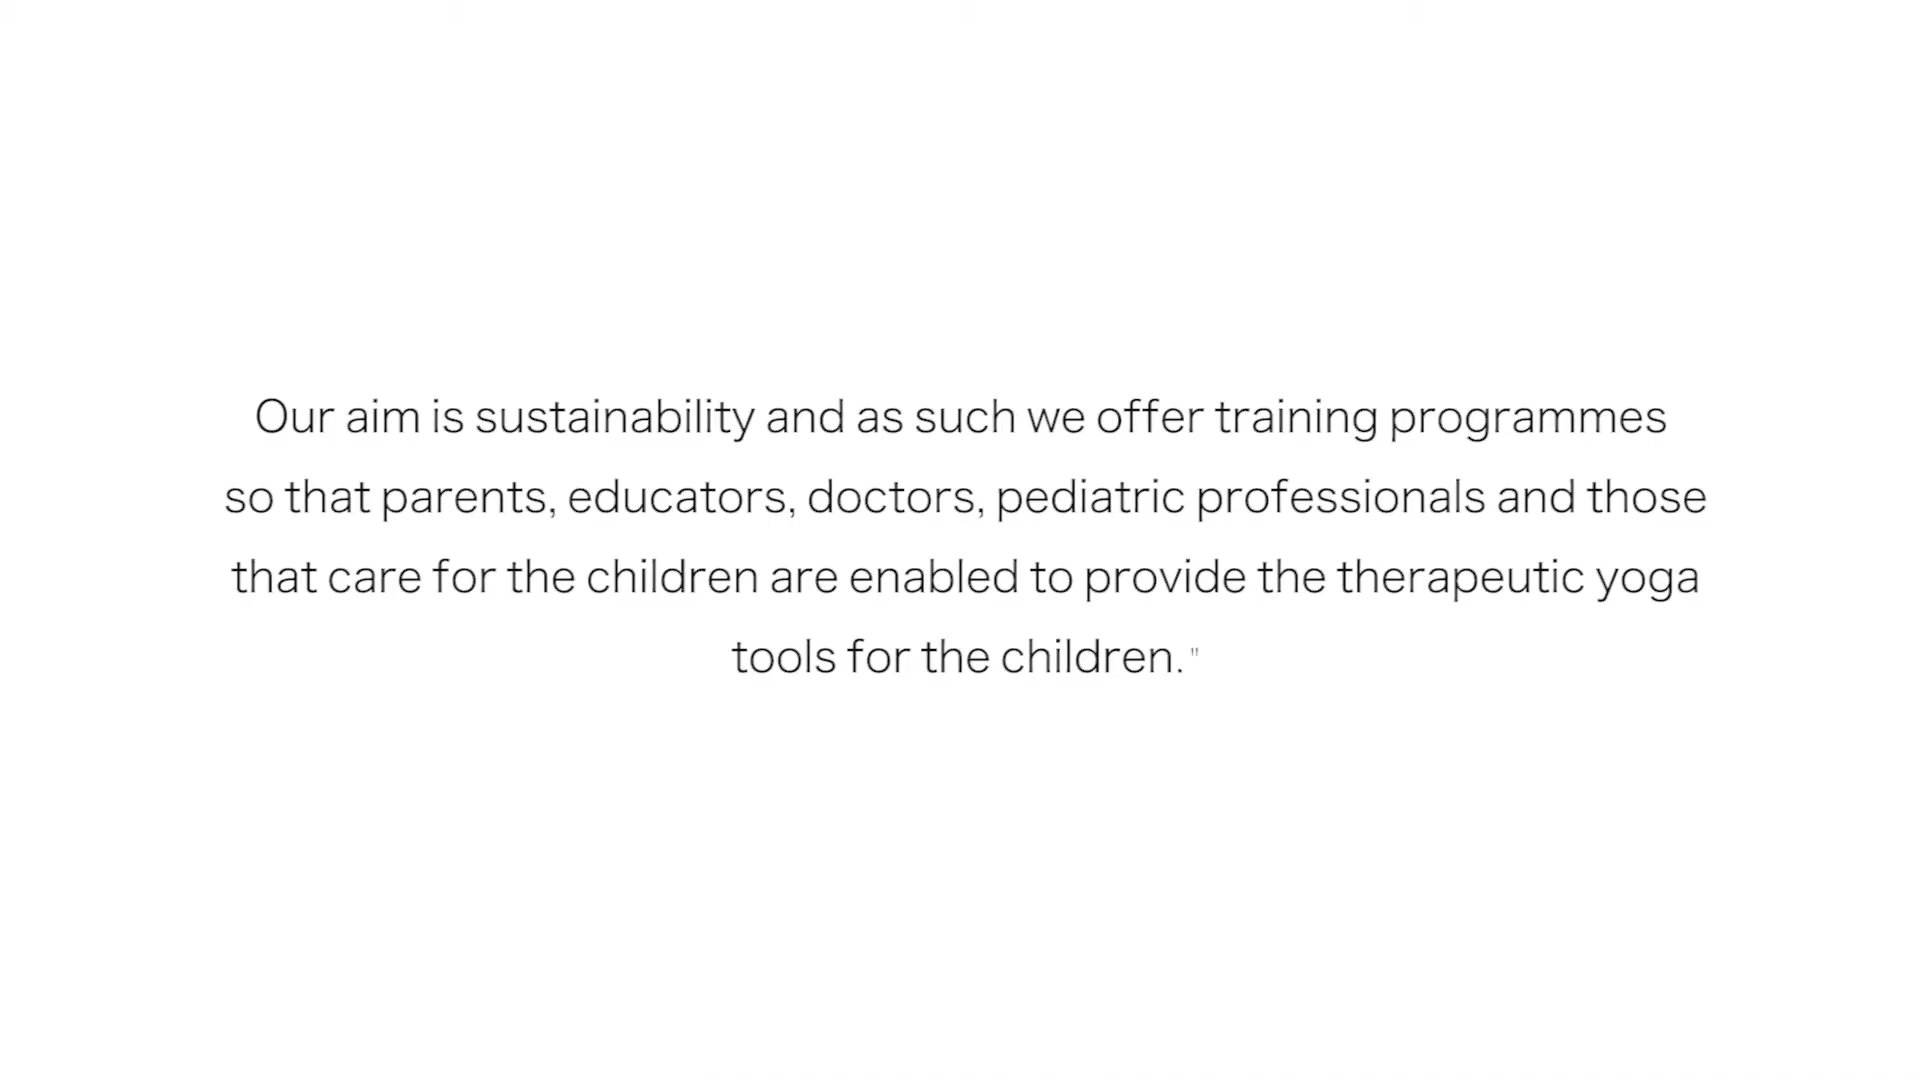 Our aim is sustainability and as such we offer training programmes
so that parents, educators, doctors, pediatric professionals and those
that care for the children are enabled to provide the therapeutic yoga
tools for the children."